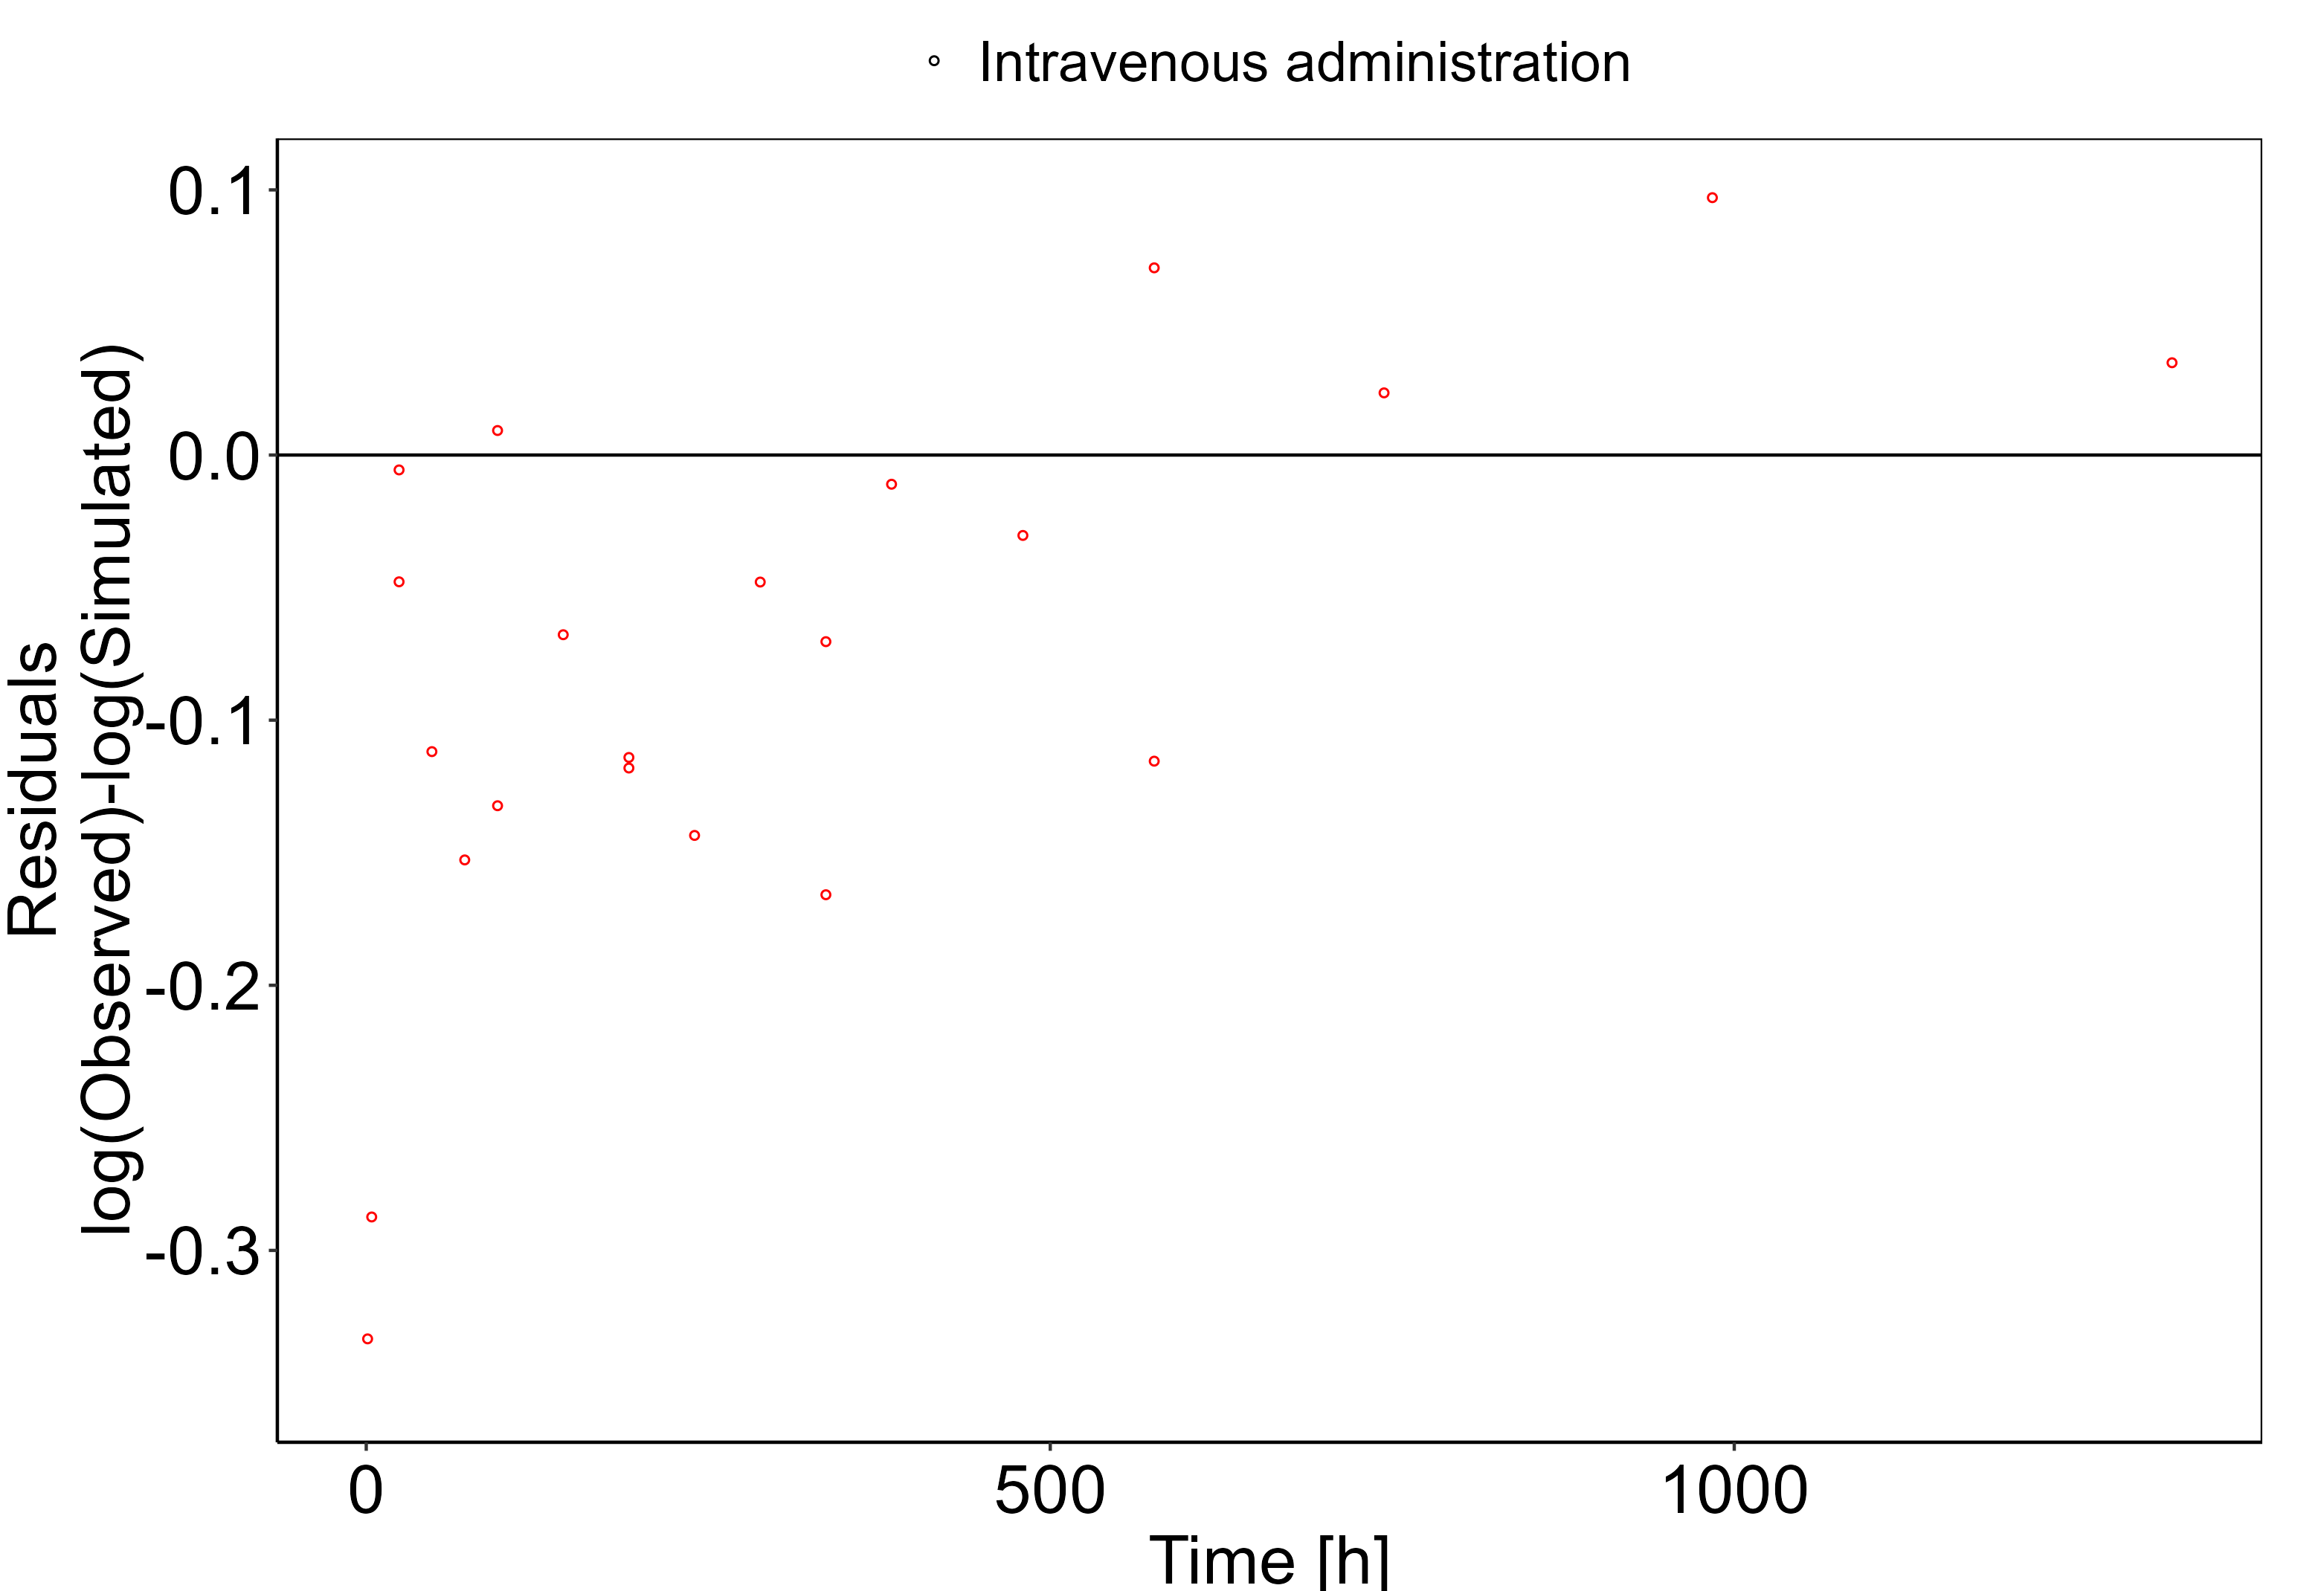 Intravenous administration
Residuals
log(Observed)-log(Simulated)
0.1
0.0
-0.1
-0.2
-0.3
0
500
1000
Time [h]